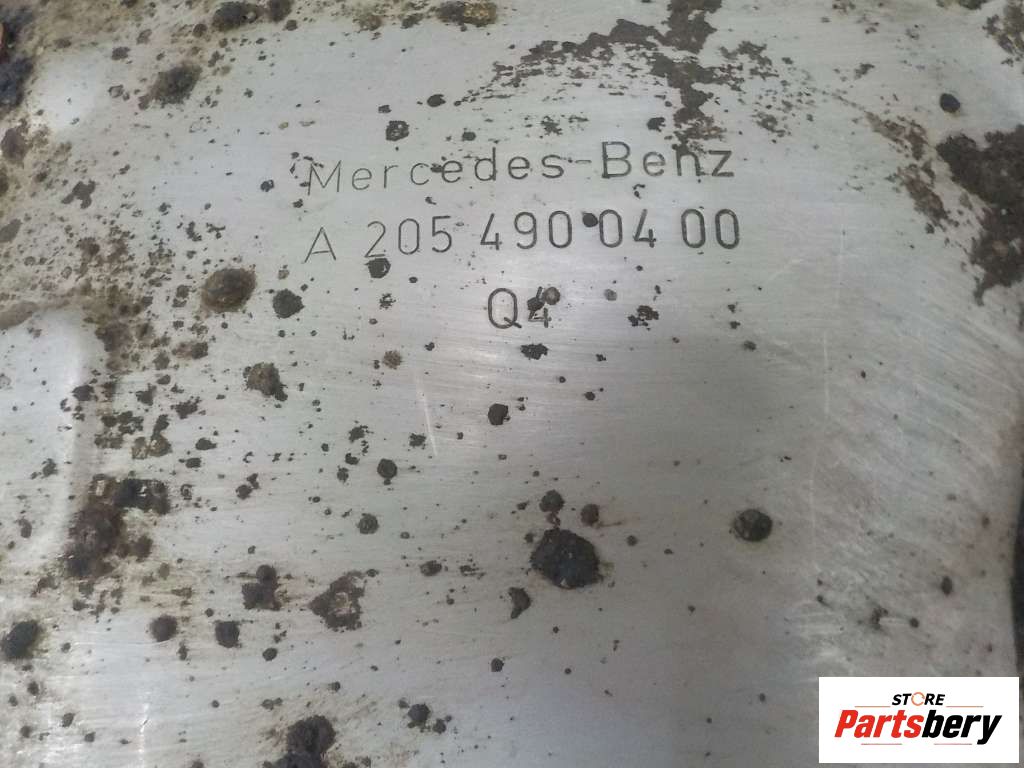 Mercedes-Benz
A 205 490 04 00
Q4
STORE
Partsbery